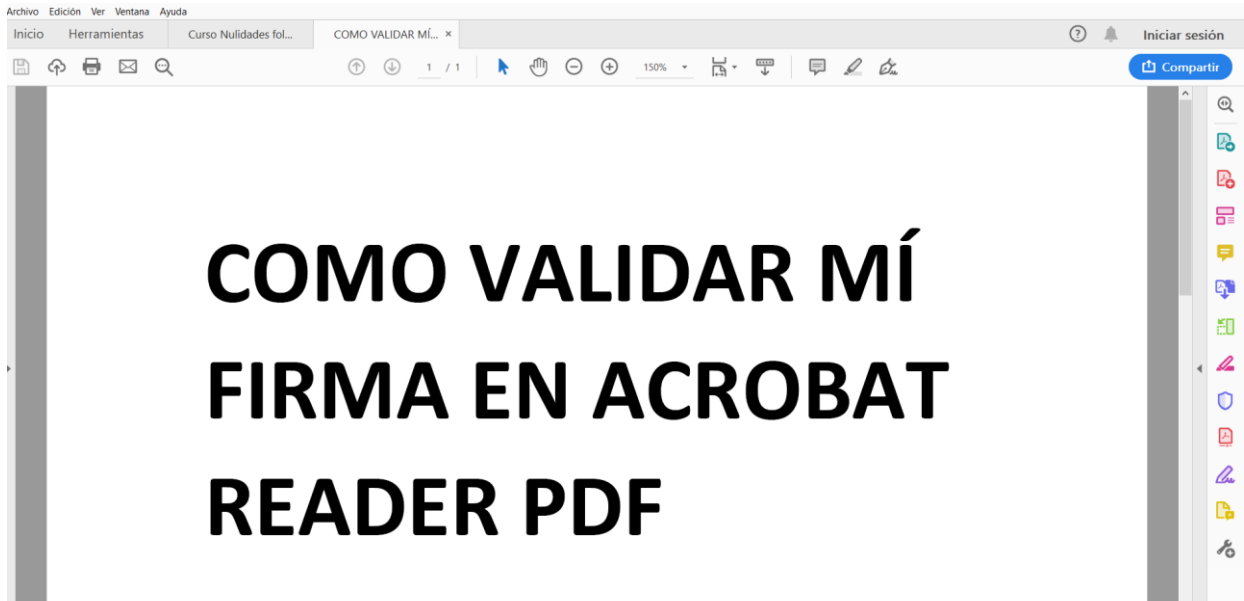 Archivo Edición Ver Ventana Ayuda
Inicio Herramientas Curso Nulidades fol... COMO VALIDAR MÍ... × Iniciar sesión
1 / 1 150% Compartir
COMO VALIDAR MÍ
FIRMA EN ACROBAT
READER PDF